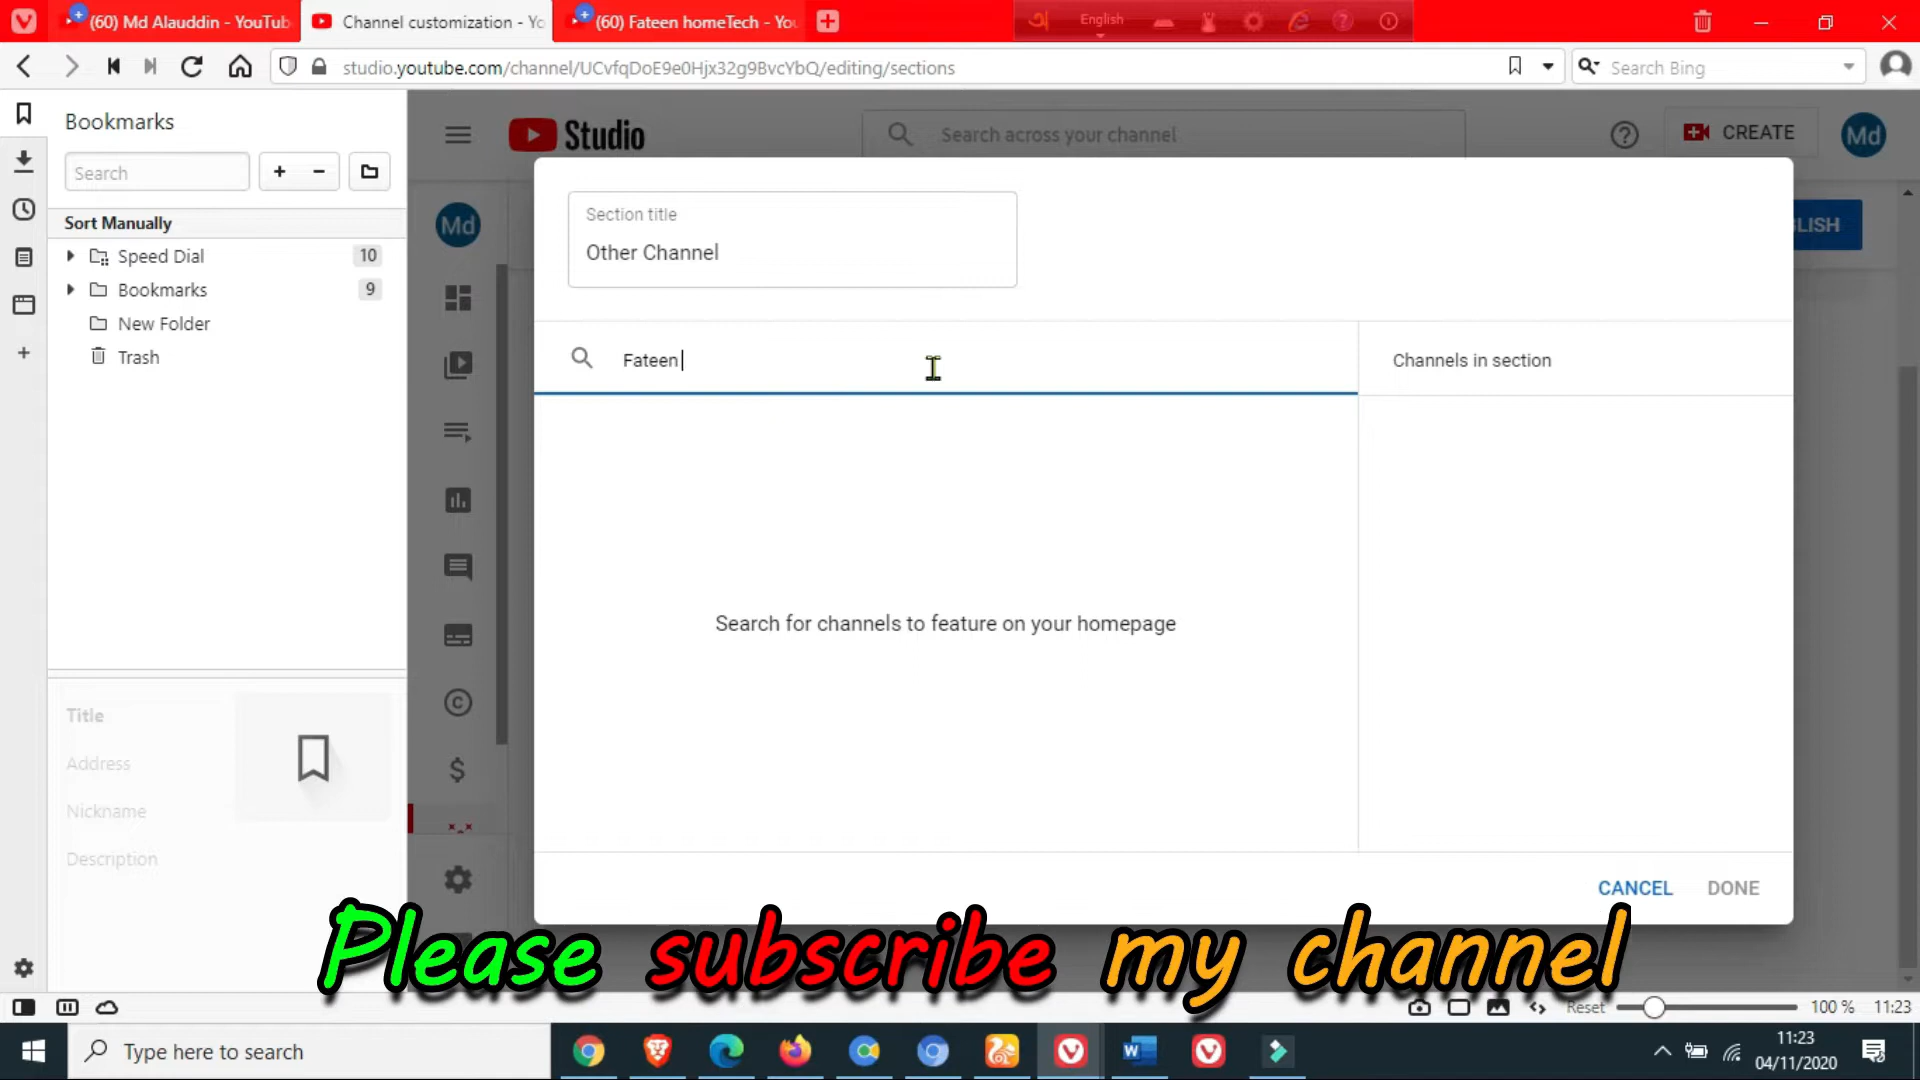 (60) Md Alauddin - YouTub
Channel customization - Yo
(60) Fateen homeTech - You
English
studio.youtube.com/channel/UCvfqDoE9e0Hjx32g9BvcYbQ/editing/sections
Search Bing
Bookmarks
Search
Sort Manually
Speed Dial 10
Bookmarks 9
New Folder
Trash
Title
Address
Nickname
Description
Studio
Search across your channel
CREATE
Md
Md
LISH
Section title
Other Channel
Fateen
Channels in section
Search for channels to feature on your homepage
CANCEL
DONE
Please subscribe my channel
Reset
100 %
11:23
Type here to search
11:23
04/11/2020